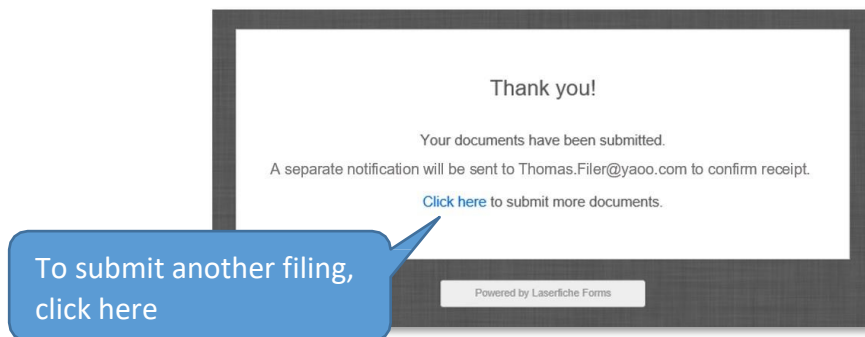 Thank you!
Your documents have been submitted.
A separate notification will be sent to Thomas.Filer@yaoo.com to confirm receipt.
Click here to submit more documents.
To submit another filing,
click here
Powered by Laserfiche Forms